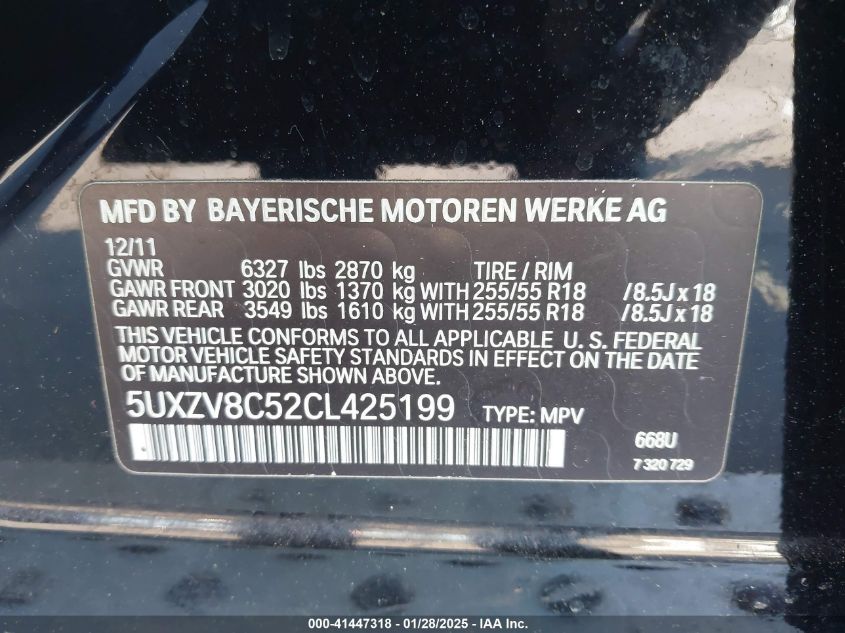 MFD BY BAYERISCHE MOTOREN WERKE AG
12/11
GVWR 6327 lbs 2870 kg TIRE / RIM
GAWR FRONT 3020 lbs 1370 kg WITH 255/55 R18 /8.5J x 18
GAWR REAR 3549 lbs 1610 kg WITH 255/55 R18 /8.5J x 18
THIS VEHICLE CONFORMS TO ALL APPLICABLE U. S. FEDERAL
MOTOR VEHICLE SAFETY STANDARDS IN EFFECT ON THE DATE
OF MANUFACTURE SHOWN ABOVE.
5UXZV8C52CL425199 TYPE: MPV
668U
7 320 729
000-41447318 | 01/28/2025 | IAA Inc.